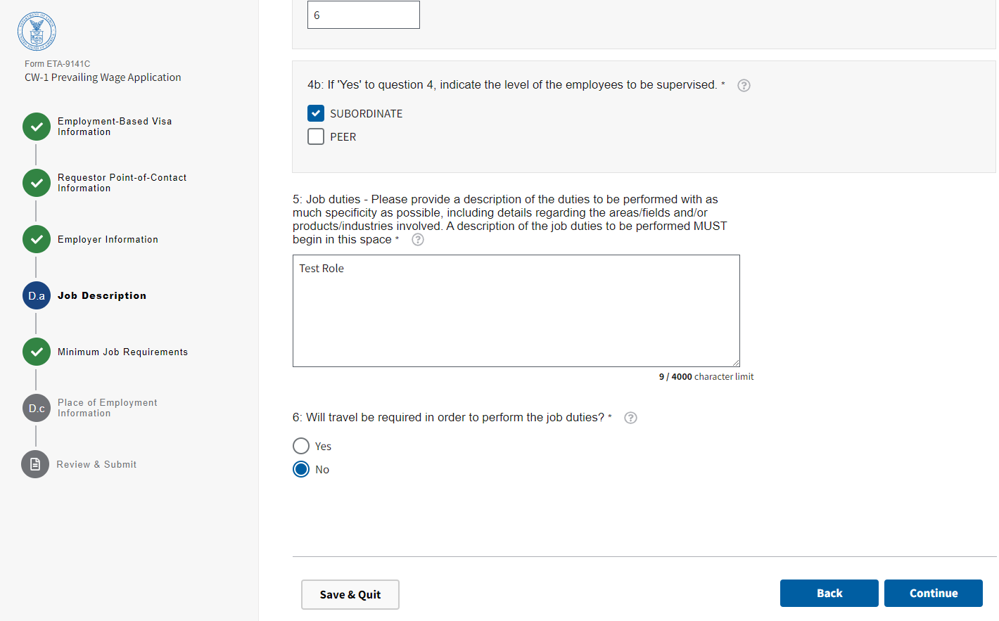 Form ETA-9141C
CW-1 Prevailing Wage Application
Employment-Based Visa
Information
Requestor Point-of-Contact
Information
Employer Information
D.a
Job Description
Minimum Job Requirements
D.c
Place of Employment
Information
Review & Submit
6
4b: If 'Yes' to question 4, indicate the level of the employees to be supervised. *
SUBORDINATE
PEER
5: Job duties - Please provide a description of the duties to be performed with as
much specificity as possible, including details regarding the areas/fields and/or
products/industries involved. A description of the job duties to be performed MUST
begin in this space *
Test Role
9 / 4000 character limit
6: Will travel be required in order to perform the job duties? *
Yes
No
Save & Quit
Back
Continue